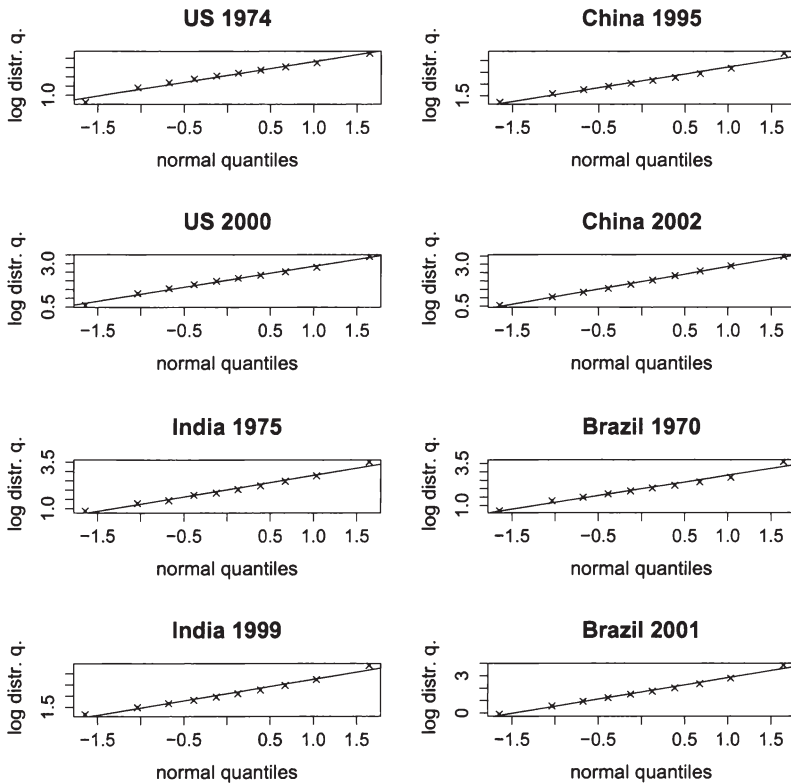 US 1974
log distr. q.
1.0
−1.5 −0.5 0.5 1.0 1.5
normal quantiles
China 1995
log distr. q.
1.5
−1.5 −0.5 0.5 1.0 1.5
normal quantiles
US 2000
log distr. q.
0.5 3.0
−1.5 −0.5 0.5 1.0 1.5
normal quantiles
China 2002
log distr. q.
0.5 3.0
−1.5 −0.5 0.5 1.0 1.5
normal quantiles
India 1975
log distr. q.
1.0 3.5
−1.5 −0.5 0.5 1.0 1.5
normal quantiles
Brazil 1970
log distr. q.
1.0 3.5
−1.5 −0.5 0.5 1.0 1.5
normal quantiles
India 1999
log distr. q.
1.5
−1.5 −0.5 0.5 1.0 1.5
normal quantiles
Brazil 2001
log distr. q.
0 3
−1.5 −0.5 0.5 1.0 1.5
normal quantiles